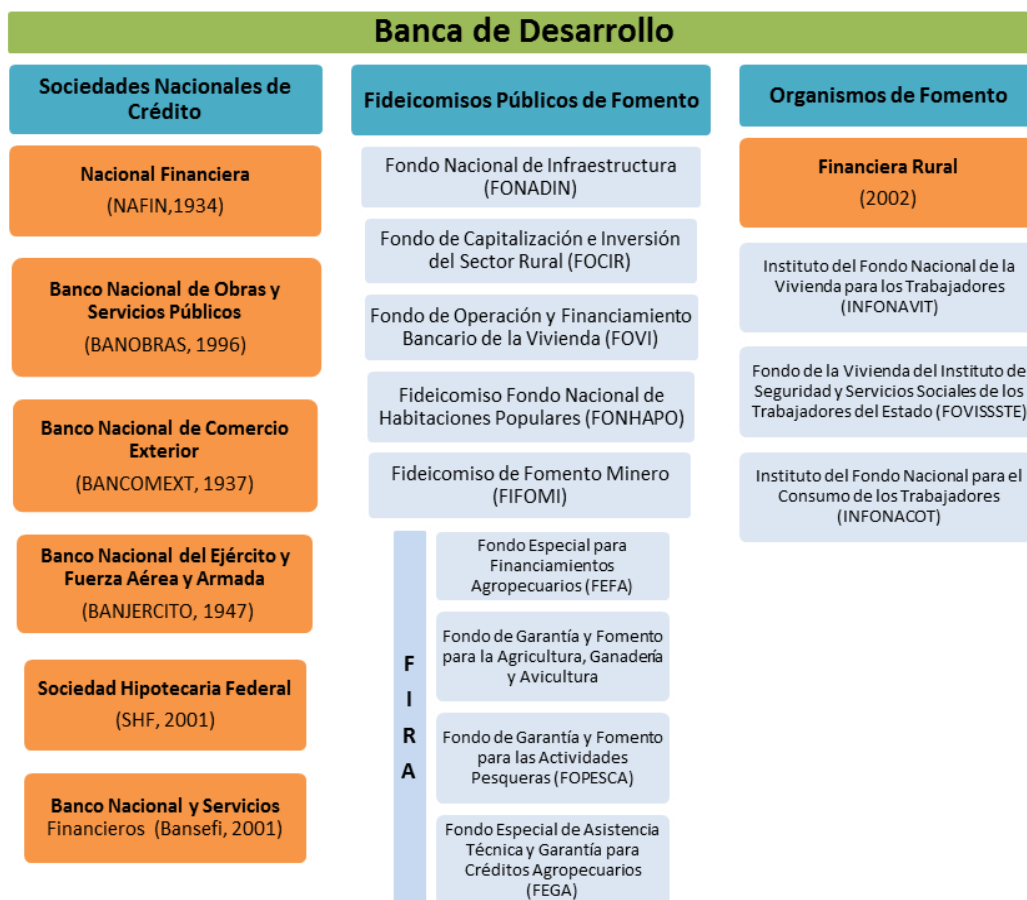 Banca de Desarrollo
Sociedades Nacionales de
Crédito
Nacional Financiera
(NAFIN,1934)
Banco Nacional de Obras y
Servicios Públicos
(BANOBRAS, 1996)
Banco Nacional de Comercio
Exterior
(BANCOMEXT, 1937)
Banco Nacional del Ejército y
Fuerza Aérea y Armada
(BANJERCITO, 1947)
Sociedad Hipotecaria Federal
(SHF, 2001)
Banco Nacional y Servicios
Financieros (Bansefi, 2001)
Fideicomisos Públicos de Fomento
Fondo Nacional de Infraestructura
(FONADIN)
Fondo de Capitalización e Inversión
del Sector Rural (FOCIR)
Fondo de Operación y Financiamiento
Bancario de la Vivienda (FOVI)
Fideicomiso Fondo Nacional de
Habitaciones Populares (FONHAPO)
Fideicomiso de Fomento Minero
(FIFOMI)
F
I
R
A
Fondo Especial para
Financiamientos
Agropecuarios (FEFA)
Fondo de Garantía y Fomento
para la Agricultura, Ganadería
y Avicultura
Fondo de Garantía y Fomento
para las Actividades
Pesqueras (FOPESCA)
Fondo Especial de Asistencia
Técnica y Garantía para
Créditos Agropecuarios
(FEGA)
Organismos de Fomento
Financiera Rural
(2002)
Instituto del Fondo Nacional de la
Vivienda para los Trabajadores
(INFONAVIT)
Fondo de la Vivienda del Instituto de
Seguridad y Servicios Sociales de los
Trabajadores del Estado (FOVISSSTE)
Instituto del Fondo Nacional para el
Consumo de los Trabajadores
(INFONACOT)